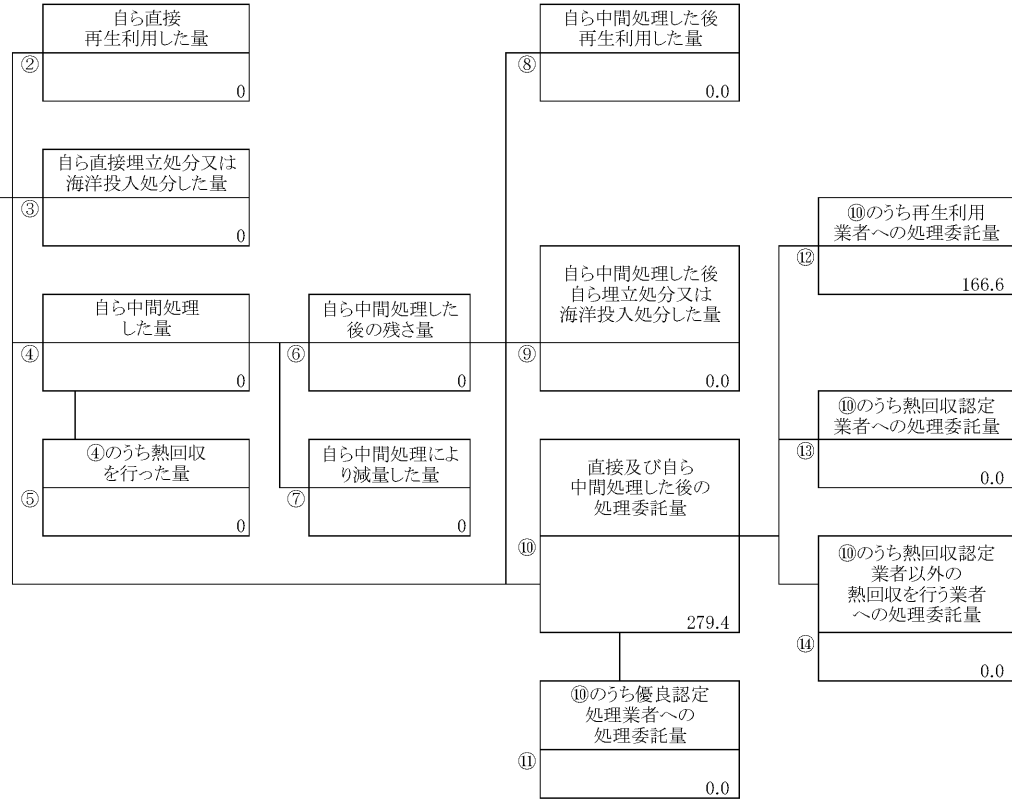 自ら直接
再生利用した量
②
0
自ら直接埋立処分又は
海洋投入処分した量
③
0
自ら中間処理
した量
④
0
④のうち熱回収
を行った量
⑤
0
自ら中間処理した
後の残さ量
⑥
0
自ら中間処理によ
り減量した量
⑦
0
自ら中間処理した後
再生利用した量
⑧
0.0
自ら中間処理した後
自ら埋立処分又は
海洋投入処分した量
⑨
0.0
直接及び自ら
中間処理した後の
処理委託量
⑩
279.4
⑩のうち優良認定
処理業者への
処理委託量
⑪
0.0
⑩のうち再生利用
業者への処理委託量
⑫
166.6
⑩のうち熱回収認定
業者への処理委託量
⑬
0.0
⑩のうち熱回収認定
業者以外の
熱回収を行う業者
への処理委託量
⑭
0.0